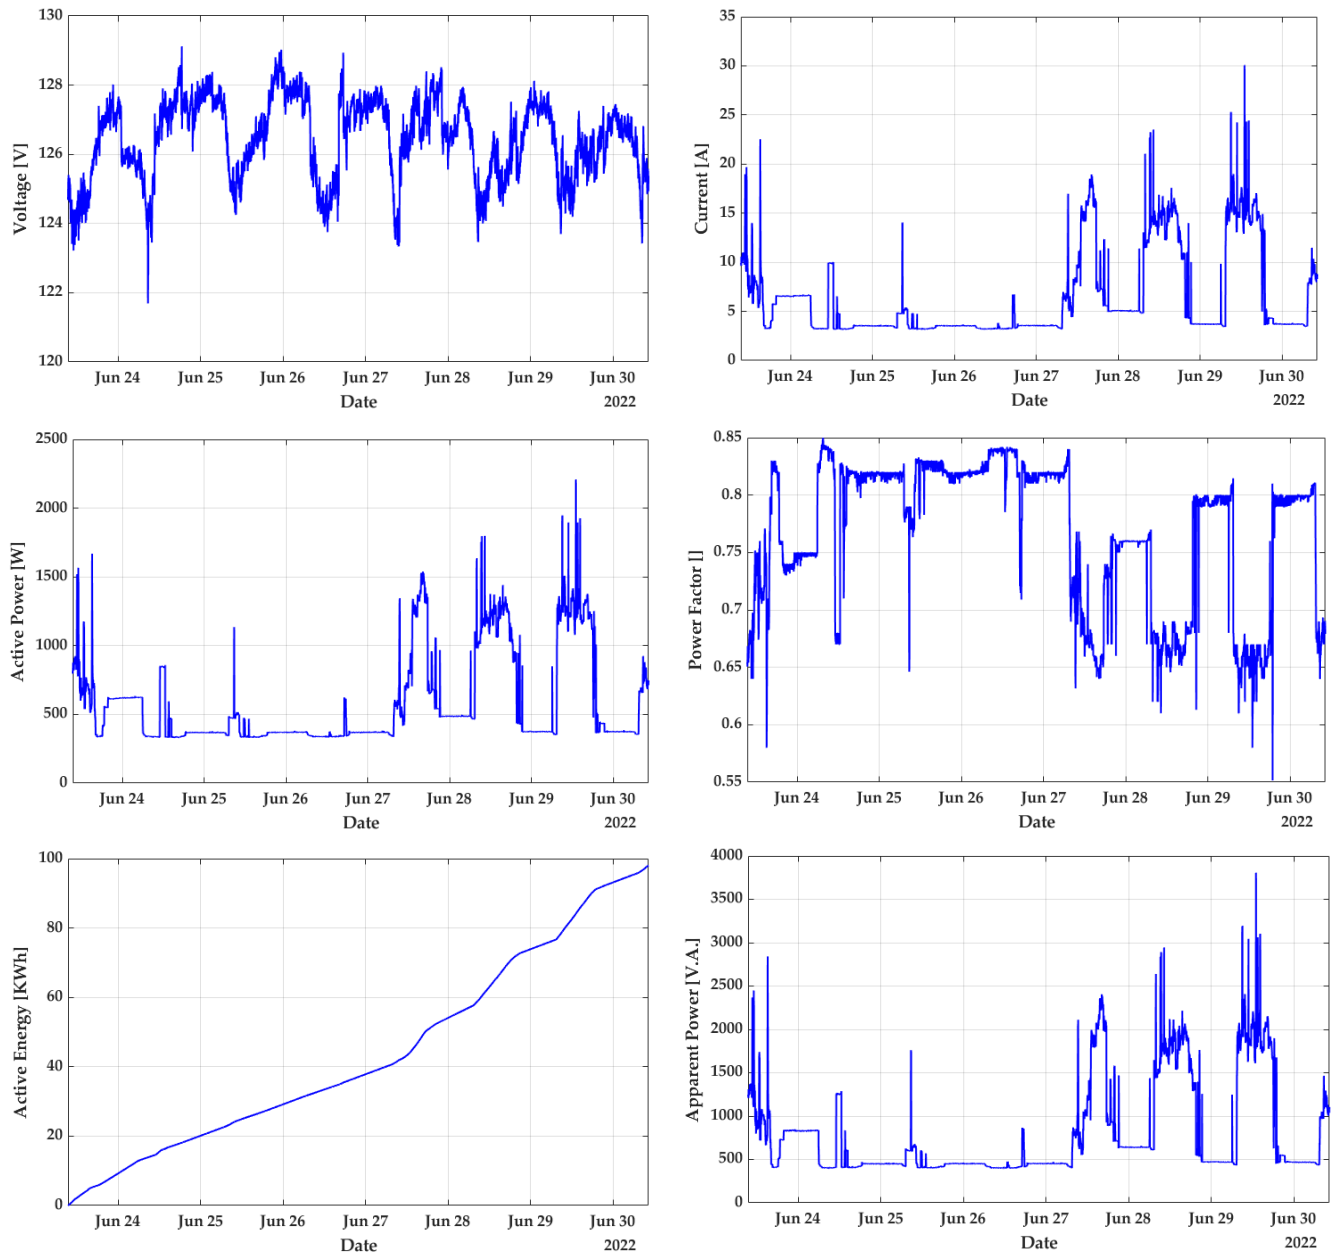 130
128
126
124
122
120
Voltage [V]
Jun 24 Jun 25 Jun 26 Jun 27 Jun 28 Jun 29 Jun 30
Date 2022
35
30
25
20
15
10
5
0
Current [A]
Jun 24 Jun 25 Jun 26 Jun 27 Jun 28 Jun 29 Jun 30
Date 2022
2500
2000
1500
1000
500
0
Active Power [W]
Jun 24 Jun 25 Jun 26 Jun 27 Jun 28 Jun 29 Jun 30
Date 2022
0.85
0.8
0.75
0.7
0.65
0.6
0.55
Power Factor []
Jun 24 Jun 25 Jun 26 Jun 27 Jun 28 Jun 29 Jun 30
Date 2022
100
80
60
40
20
0
Active Energy [KWh]
Jun 24 Jun 25 Jun 26 Jun 27 Jun 28 Jun 29 Jun 30
Date 2022
4000
3500
3000
2500
2000
1500
1000
500
0
Apparent Power [V.A.]
Jun 24 Jun 25 Jun 26 Jun 27 Jun 28 Jun 29 Jun 30
Date 2022